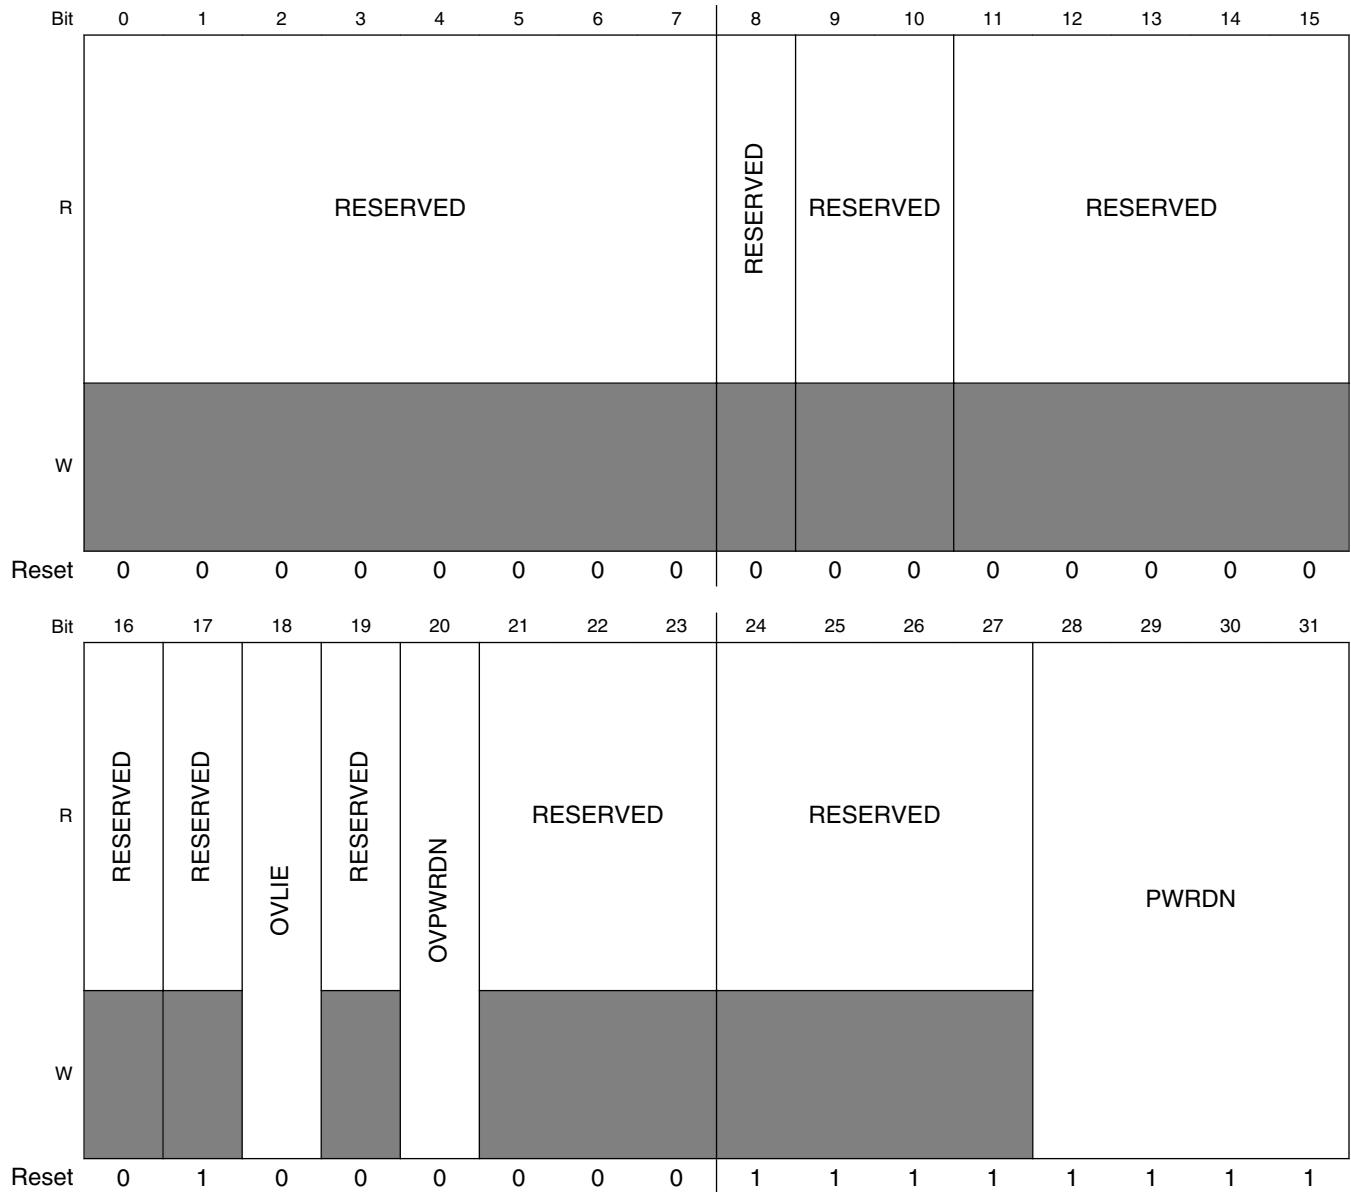 Bit 0 1 2 3 4 5 6 7 8 9 10 11 12 13 14 15
R RESERVED RESERVED RESERVED RESERVED
W
Reset 0 0 0 0 0 0 0 0 0 0 0 0 0 0 0 0
Bit 16 17 18 19 20 21 22 23 24 25 26 27 28 29 30 31
R RESERVED RESERVED OVLIE RESERVED OVPWRDN RESERVED RESERVED PWRDN
W
Reset 0 1 0 0 0 0 0 0 1 1 1 1 1 1 1 1